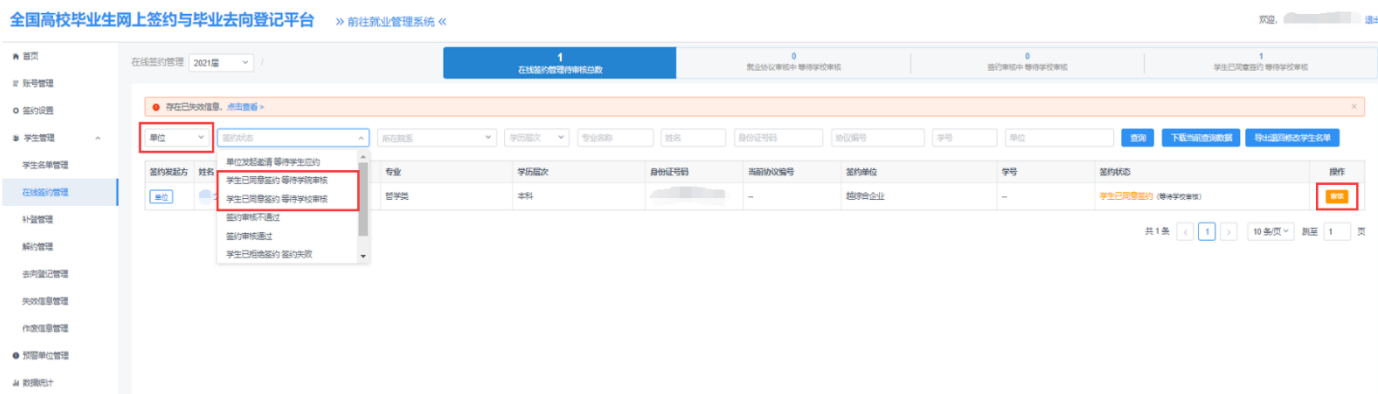 全国高校毕业生网上签约与毕业去向登记平台 » 前往就业管理系统 « 欢迎, 退出
首页
账号管理
签约设置
学生管理
学生名单管理
在线签约管理
补登管理
解约管理
去向登记管理
失效信息管理
作废信息管理
预警单位管理
数据统计
在线签约管理 2021届 /
1
在线签约管理待审核总数
0
就业协议审核中 等待学校审核
0
签约审核中 等待学校审核
1
学生已同意签约 等待学校审核
存在已失效信息, 点击查看 >
单位 签约状态 所在院系 学历层次 专业名称 姓名 身份证号码 协议编号 学号 单位 查询 下载当前查询数据 导出退回修改学生名单
单位发起邀请 等待学生应约
学生已同意签约 等待学院审核
学生已同意签约 等待学校审核
签约审核不通过
签约审核通过
学生已拒绝签约 签约失败
签约发起方 姓名 专业 学历层次 身份证号码 当前协议编号 签约单位 学号 签约状态 操作
单位 哲学类 本科 -- 越综合企业 -- 学生已同意签约 (等待学校审核) 审核
共 1 条 < 1 > 10 条/页 跳至 1 页